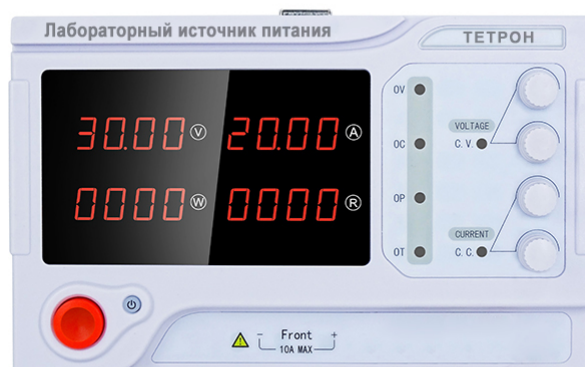 Лабораторный источник питания
ТЕТРОН
30.00 V
20.00 A
0000 W
0000 R
OV
OC
OP
OT
VOLTAGE
C.V.
CURRENT
C.C.
- Front +
10A MAX